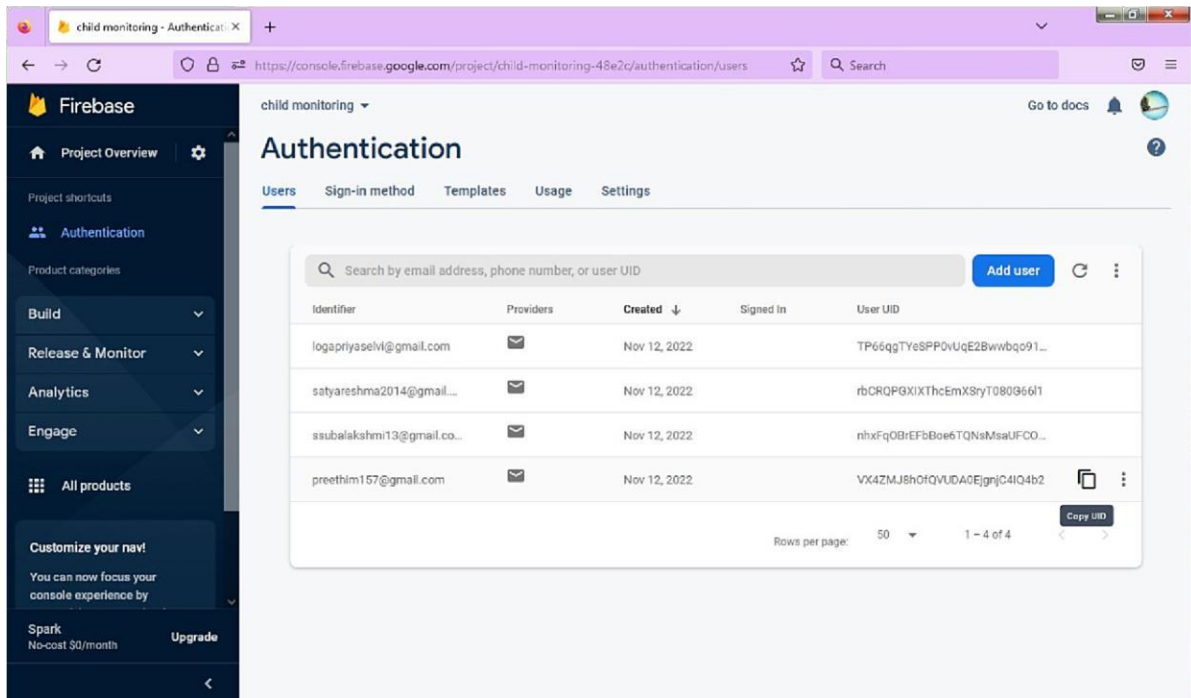 child monitoring - Authenticati
https://console.firebase.google.com/project/child-monitoring-48e2c/authentication/users
Search
Firebase
Project Overview
Project shortcuts
Authentication
Product categories
Build
Release & Monitor
Analytics
Engage
All products
Customize your nav!
You can now focus your
console experience by
Spark
No-cost $0/month
Upgrade
child monitoring
Go to docs
Authentication
Users Sign-in method Templates Usage Settings
Search by email address, phone number, or user UID
Add user
Identifier Providers Created Signed In User UID
logapriyaselvi@gmail.com Nov 12, 2022 TP66qgTYeSPP0vUqE2Bwwbqo91...
satyareshma2014@gmail.... Nov 12, 2022 rbCRQPGXIXThcEmXSryT080G66l1
ssubalakshmi13@gmail.co... Nov 12, 2022 nhxFqOBrEFbBoe6TQNsMsaUFCO...
preethim157@gmail.com Nov 12, 2022 VX4ZMJ8hOfQVUDA0EjgnjC4IQ4b2
Copy UID
Rows per page: 50 1 – 4 of 4